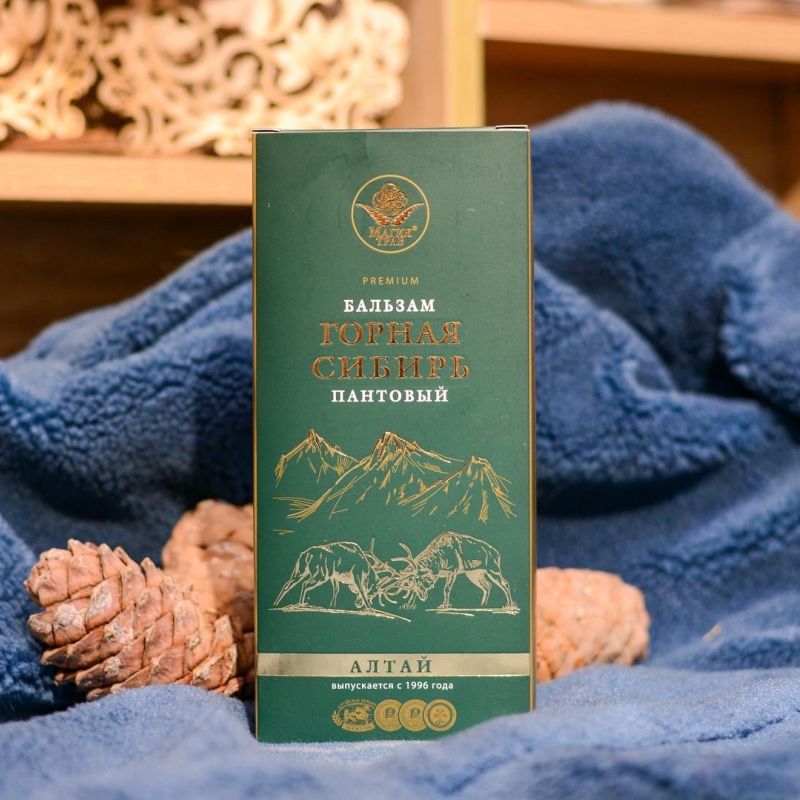 Магия®
трав
PREMIUM
БАЛЬЗАМ
ГОРНАЯ
СИБИРЬ
ПАНТОВЫЙ
АЛТАЙ
выпускается с 1996 года